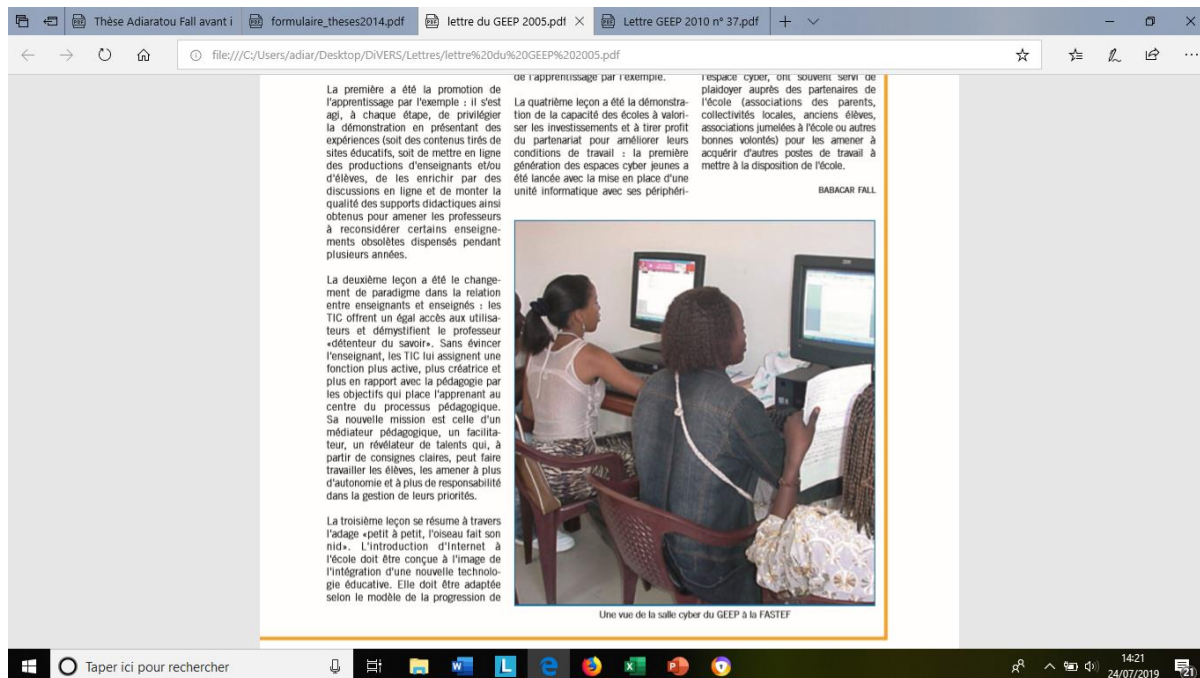 Thèse Adiaratou Fall avant i
formulaire_theses2014.pdf
lettre du GEEP 2005.pdf
Lettre GEEP 2010 n° 37.pdf
file:///C:/Users/adiar/Desktop/DiVERS/Lettres/lettre%20du%20GEEP%202005.pdf
La première a été la promotion de
l'apprentissage par l'exemple : il s'est
agi, à chaque étape, de privilégier
la démonstration en présentant des
expériences (soit des contenus tirés de
sites éducatifs, soit de mettre en ligne
des productions d'enseignants et/ou
d'élèves, de les enrichir par des
discussions en ligne et de monter la
qualité des supports didactiques ainsi
obtenus pour amener les professeurs
à reconsidérer certains enseigne-
ments obsolètes dispensés pendant
plusieurs années.
La deuxième leçon a été le change-
ment de paradigme dans la relation
entre enseignants et enseignés : les
TIC offrent un égal accès aux utilisa-
teurs et démystifient le professeur
«détenteur du savoir». Sans évincer
l'enseignant, les TIC lui assignent une
fonction plus active, plus créatrice et
plus en rapport avec la pédagogie par
les objectifs qui place l'apprenant au
centre du processus pédagogique.
Sa nouvelle mission est celle d'un
médiateur pédagogique, un facilita-
teur, un révélateur de talents qui, à
partir de consignes claires, peut faire
travailler les élèves, les amener à plus
d'autonomie et à plus de responsabilité
dans la gestion de leurs priorités.
La troisième leçon se résume à travers
l'adage «petit à petit, l'oiseau fait son
nid». L'introduction d'Internet à
l'école doit être conçue à l'image de
l'intégration d'une nouvelle technolo-
gie éducative. Elle doit être adaptée
selon le modèle de la progression de
de l'apprentissage par l'exemple.
La quatrième leçon a été la démonstra-
tion de la capacité des écoles à valori-
ser les investissements et à tirer profit
du partenariat pour améliorer leurs
conditions de travail : la première
génération des espaces cyber jeunes a
été lancée avec la mise en place d'une
unité informatique avec ses périphéri-
l'espace cyber, ont souvent servi de
plaidoyer auprès des partenaires de
l'école (associations des parents,
collectivités locales, anciens élèves,
associations jumelées à l'école ou autres
bonnes volontés) pour les amener à
acquérir d'autres postes de travail à
mettre à la disposition de l'école.
BABACAR FALL
Une vue de la salle cyber du GEEP à la FASTEF
Taper ici pour rechercher
14:21
24/07/2019
21